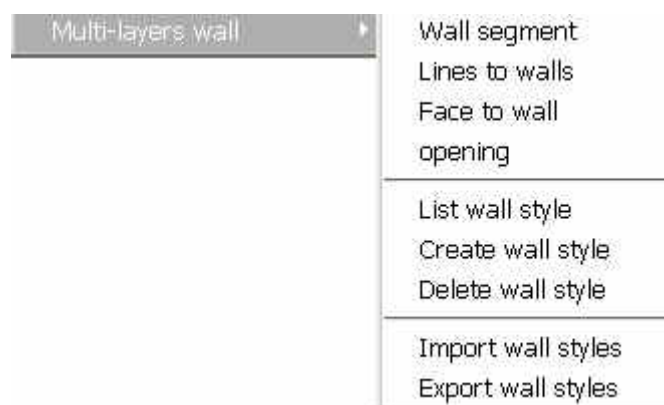 Multi-layers wall
Wall segment
Lines to walls
Face to wall
opening
List wall style
Create wall style
Delete wall style
Import wall styles
Export wall styles